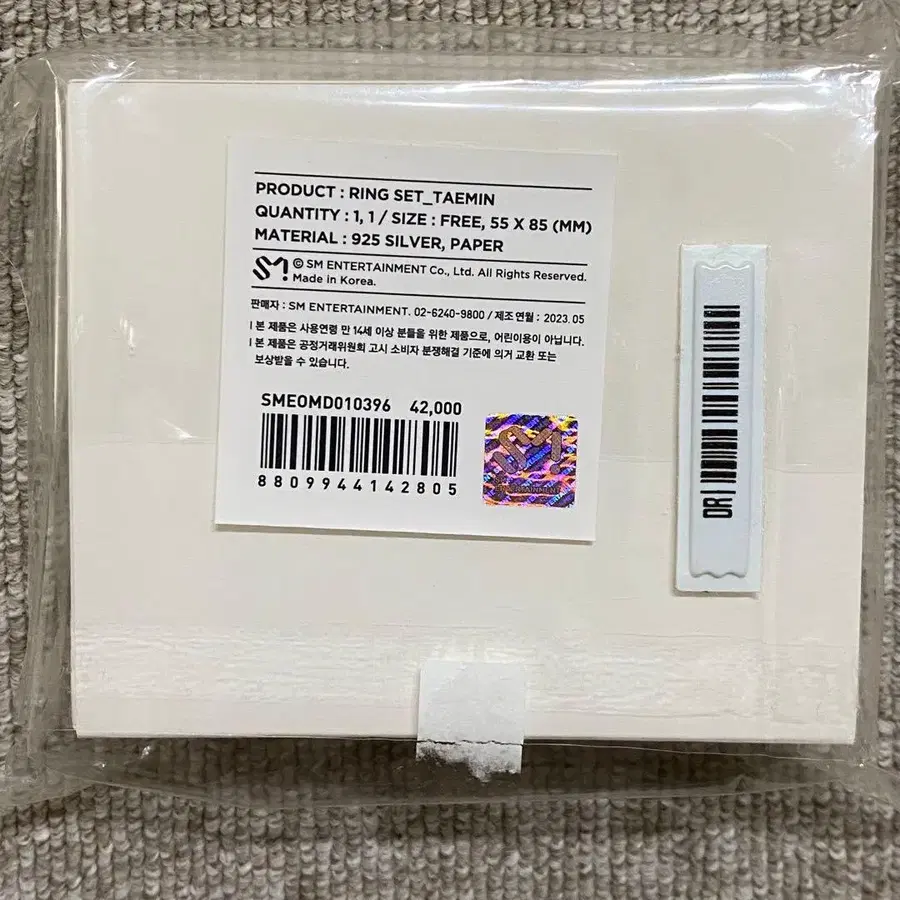 PRODUCT : RING SET_TAEMIN
QUANTITY : 1, 1 / SIZE : FREE, 55 X 85 (MM)
MATERIAL : 925 SILVER, PAPER
SM! © SM ENTERTAINMENT Co., Ltd. All Rights Reserved.
Made in Korea.
판매자 : SM ENTERTAINMENT. 02-6240-9800 / 제조 연월 : 2023. 05
본 제품은 사용연령 만 14세 이상 분들을 위한 제품으로, 어린이용이 아닙니다.
본 제품은 공정거래위원회 고시 소비자 분쟁해결 기준에 의거 교환 또는
보상받을 수 있습니다.
SMEOMD010396 42,000
8809944142805
DR